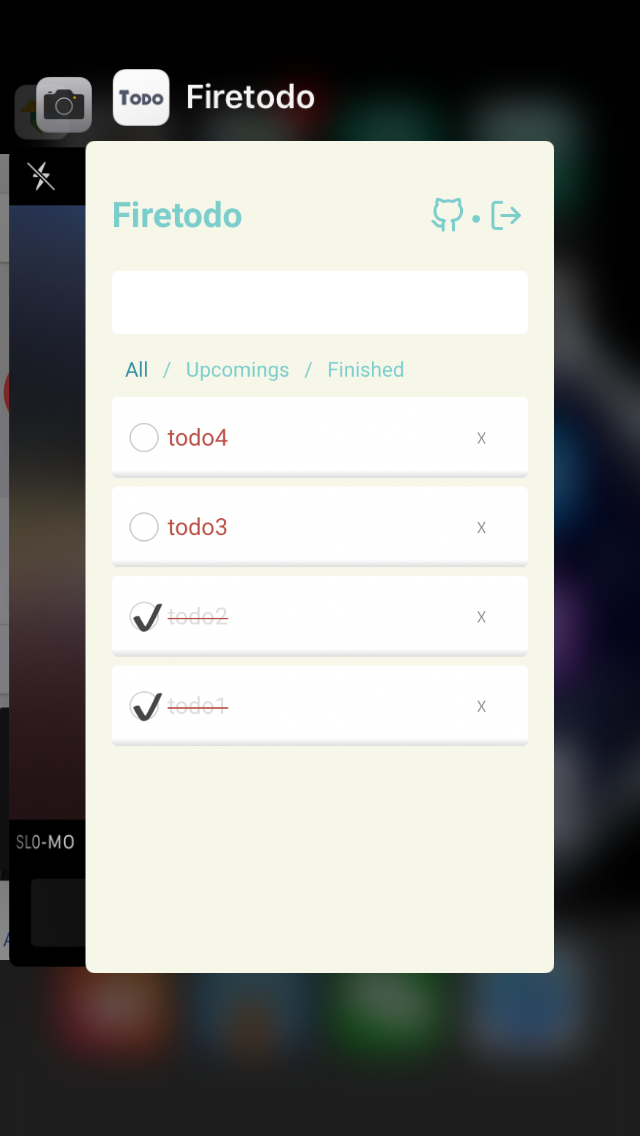 TODO Firetodo
Firetodo
All / Upcomings / Finished
todo4 x
todo3 x
todo2 x
todo1 x
SLO-MO